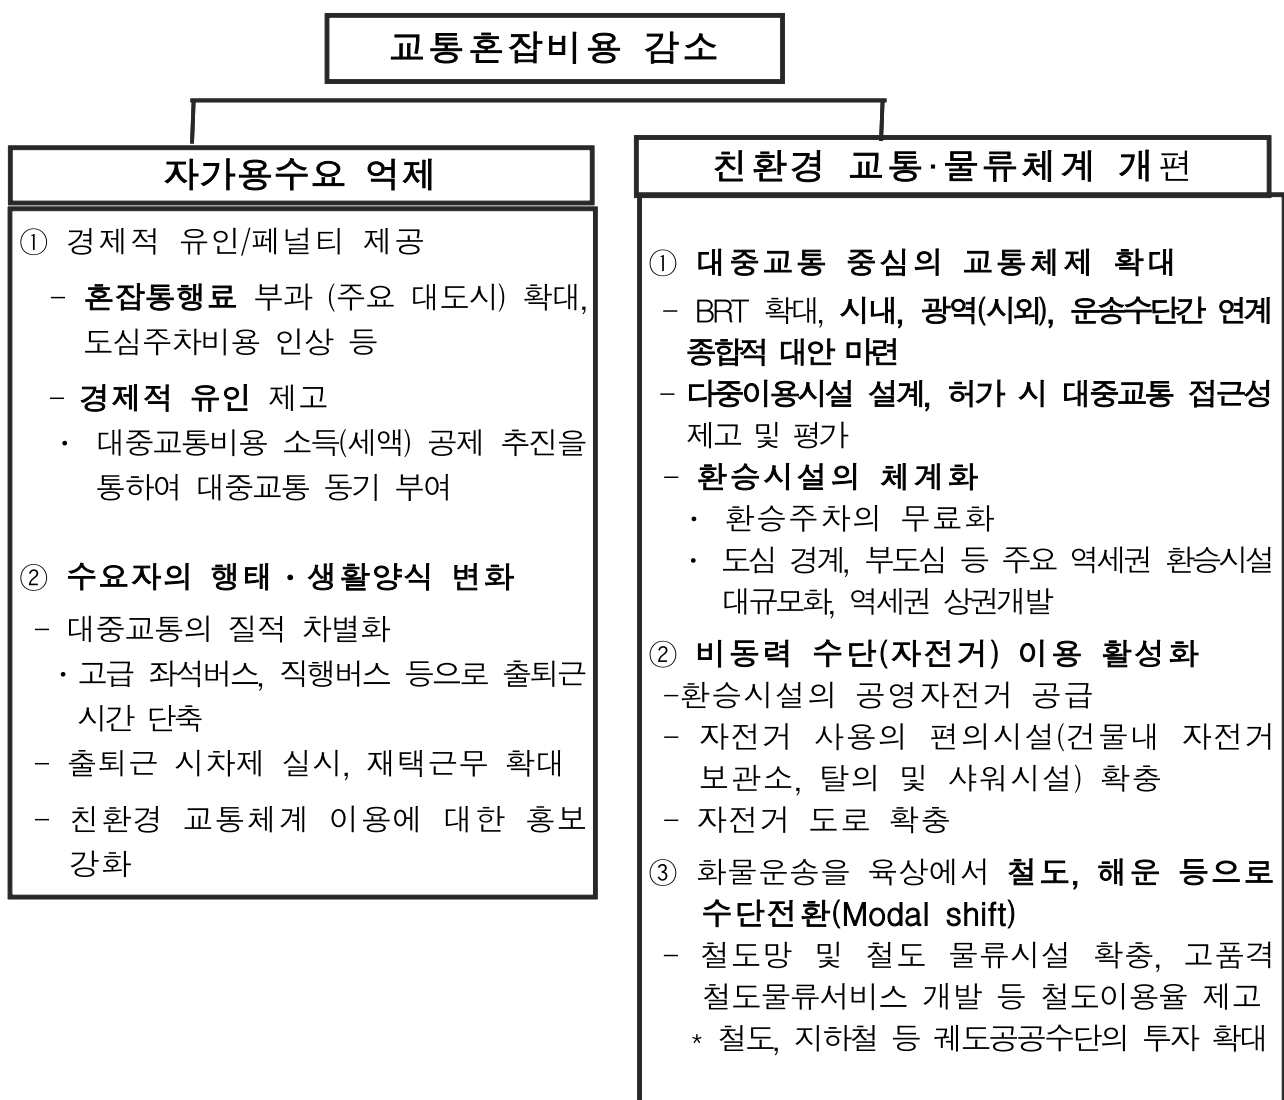 교통혼잡비용 감소
자가용수요 억제
① 경제적 유인/페널티 제공
- 혼잡통행료 부과 (주요 대도시) 확대,
도심주차비용 인상 등
- 경제적 유인 제고
· 대중교통비용 소득(세액) 공제 추진을
통하여 대중교통 동기 부여
② 수요자의 행태·생활양식 변화
- 대중교통의 질적 차별화
· 고급 좌석버스, 직행버스 등으로 출퇴근
시간 단축
- 출퇴근 시차제 실시, 재택근무 확대
- 친환경 교통체계 이용에 대한 홍보
강화
친환경 교통·물류체계 개편
① 대중교통 중심의 교통체제 확대
- BRT 확대, 시내, 광역(시외), 운송수단간 연계
종합적 대안 마련
- 다중이용시설 설계, 허가 시 대중교통 접근성
제고 및 평가
- 환승시설의 체계화
· 환승주차의 무료화
· 도심 경계, 부도심 등 주요 역세권 환승시설
대규모화, 역세권 상권개발
② 비동력 수단(자전거) 이용 활성화
-환승시설의 공영자전거 공급
- 자전거 사용의 편의시설(건물내 자전거
보관소, 탈의 및 샤워시설) 확충
- 자전거 도로 확충
③ 화물운송을 육상에서 철도, 해운 등으로
수단전환(Modal shift)
- 철도망 및 철도 물류시설 확충, 고품격
철도물류서비스 개발 등 철도이용율 제고
* 철도, 지하철 등 궤도공공수단의 투자 확대